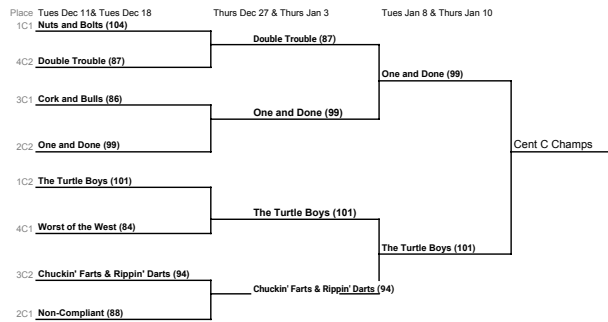 Place Tues Dec 11& Tues Dec 18 Thurs Dec 27 & Thurs Jan 3 Tues Jan 8 & Thurs Jan 10
1C1 Nuts and Bolts (104)
Double Trouble (87)
4C2 Double Trouble (87)
One and Done (99)
3C1 Cork and Bulls (86)
One and Done (99)
2C2 One and Done (99)
Cent C Champs
1C2 The Turtle Boys (101)
The Turtle Boys (101)
4C1 Worst of the West (84)
The Turtle Boys (101)
3C2 Chuckin' Farts & Rippin' Darts (94)
Chuckin' Farts & Rippin' Darts (94)
2C1 Non-Compliant (88)